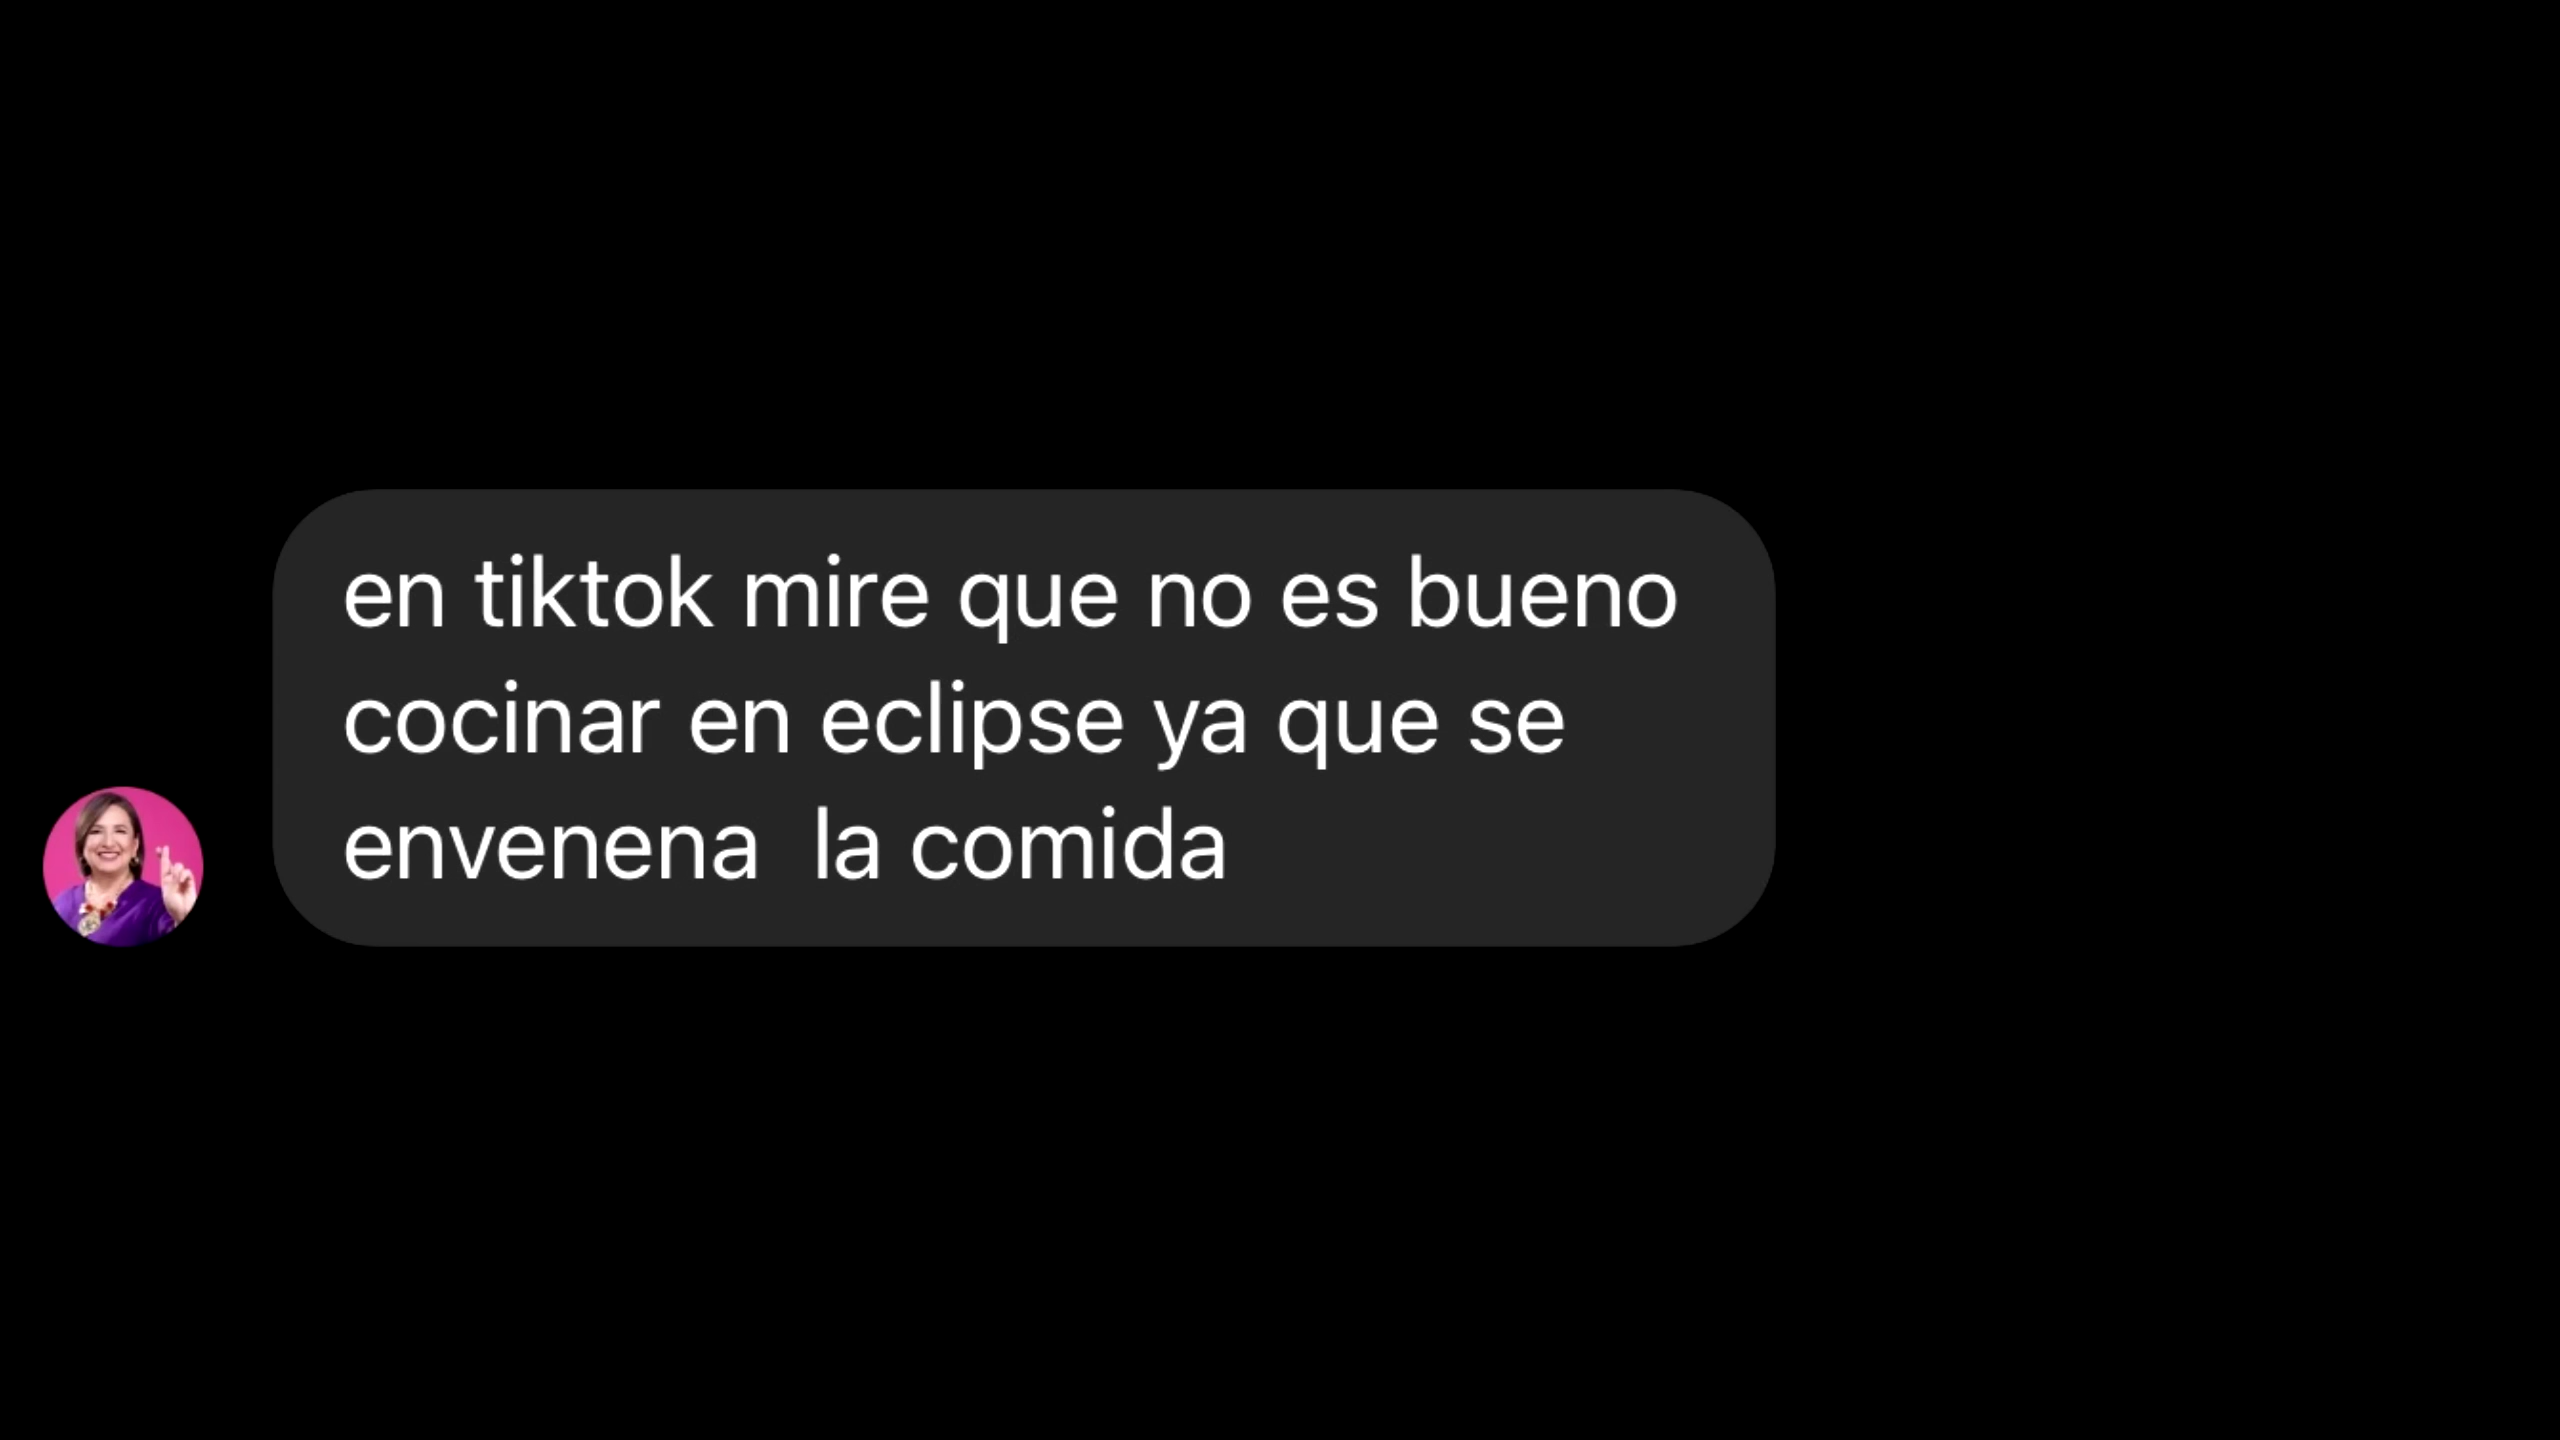 en tiktok mire que no es bueno
cocinar en eclipse ya que se
envenena  la comida